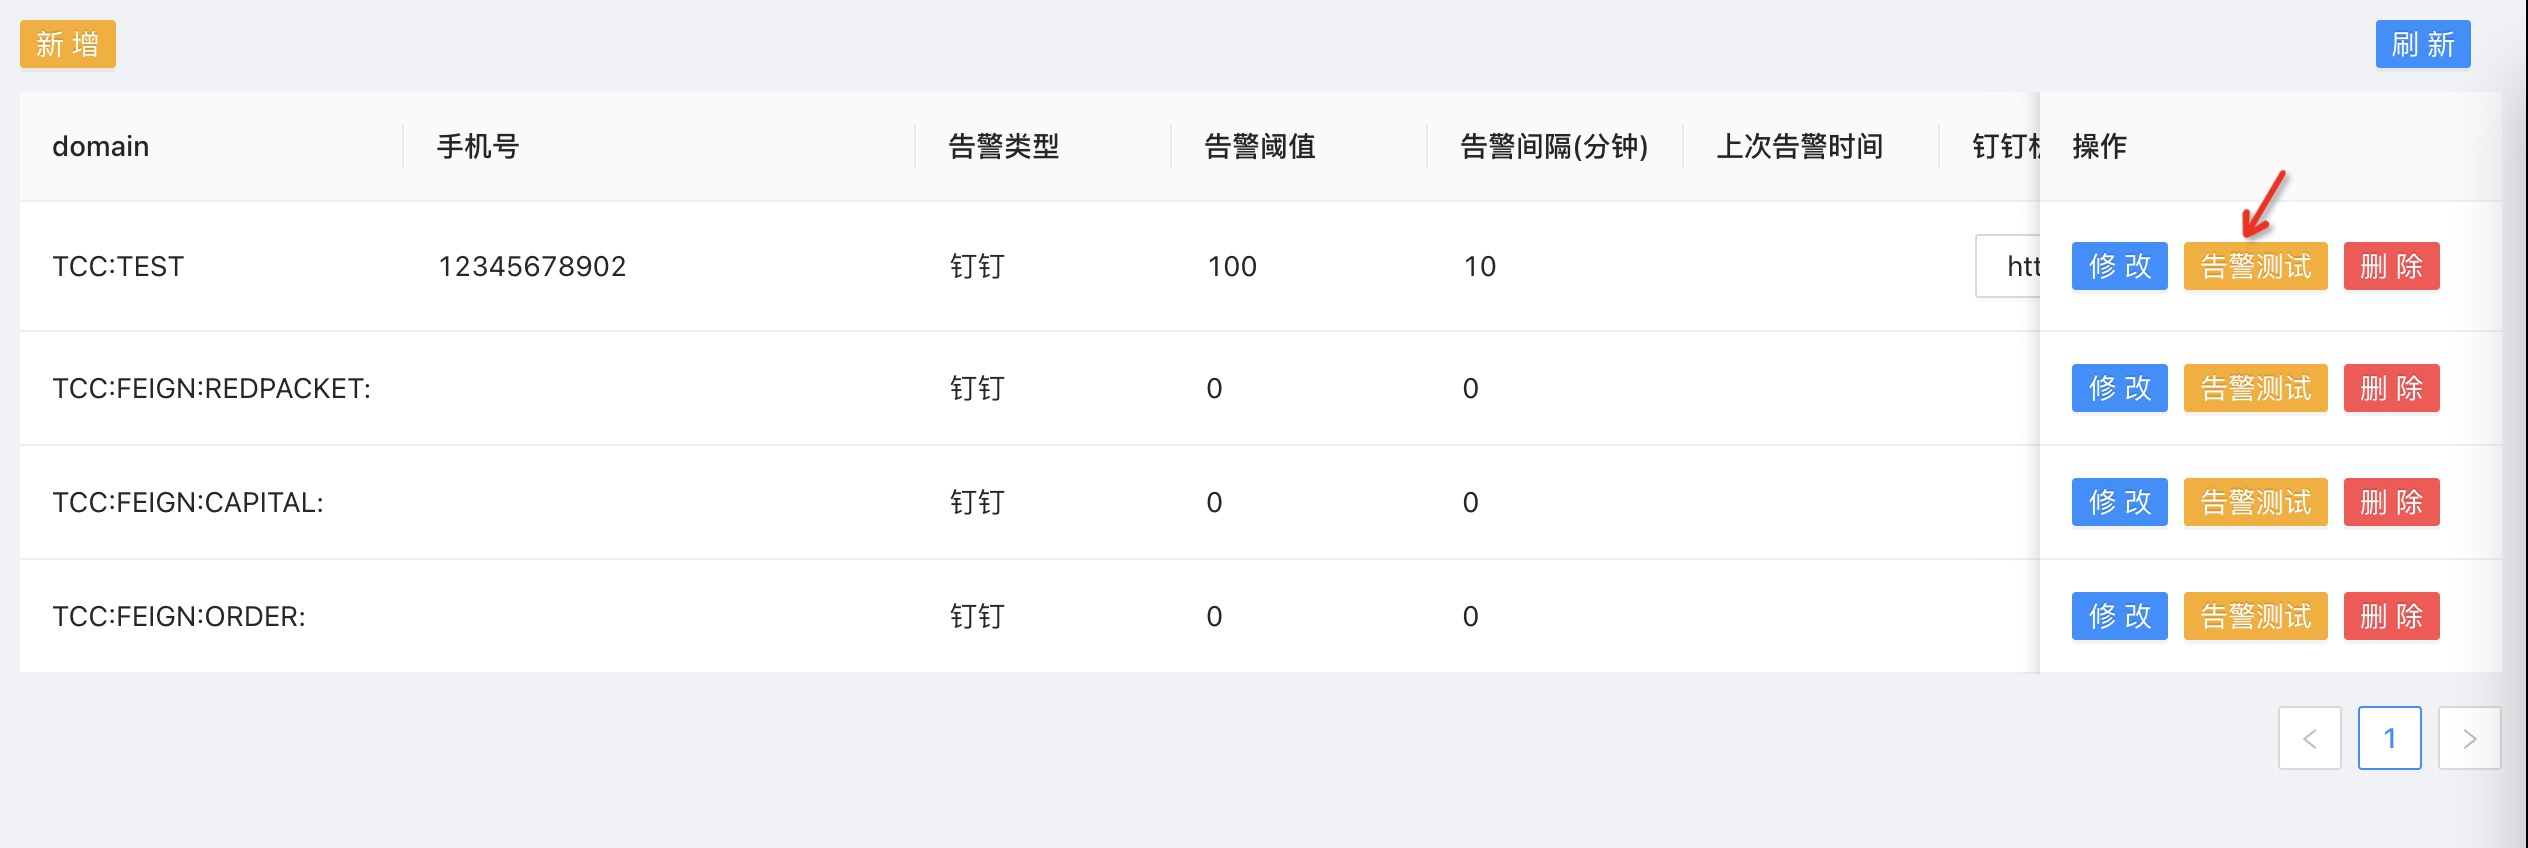 新 增
刷 新
domain 手机号 告警类型 告警阈值 告警间隔(分钟) 上次告警时间 钉钉 操作
TCC:TEST 12345678902 钉钉 100 10 htt 修 改 告警测试 删 除
TCC:FEIGN:REDPACKET: 钉钉 0 0 修 改 告警测试 删 除
TCC:FEIGN:CAPITAL: 钉钉 0 0 修 改 告警测试 删 除
TCC:FEIGN:ORDER: 钉钉 0 0 修 改 告警测试 删 除
< 1 >